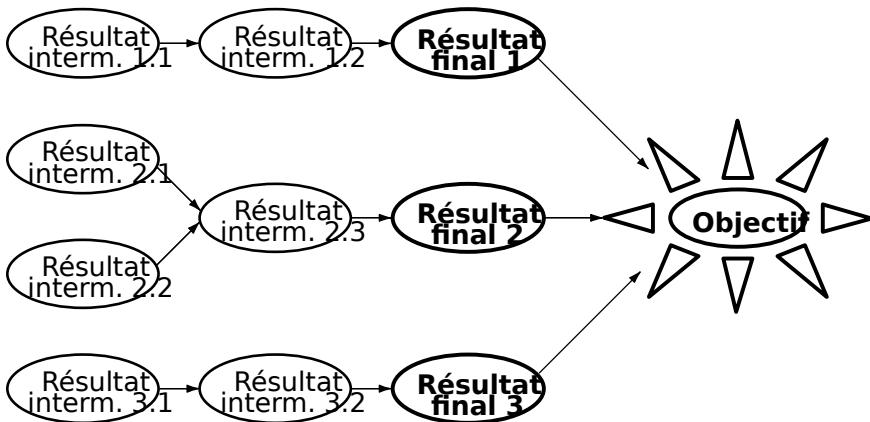 Résultat
interm. 1.1
Résultat
interm. 1.2
Résultat
final 1
Résultat
interm. 2.1
Résultat
interm. 2.2
Résultat
interm. 2.3
Résultat
final 2
Objectif
Résultat
interm. 3.1
Résultat
interm. 3.2
Résultat
final 3